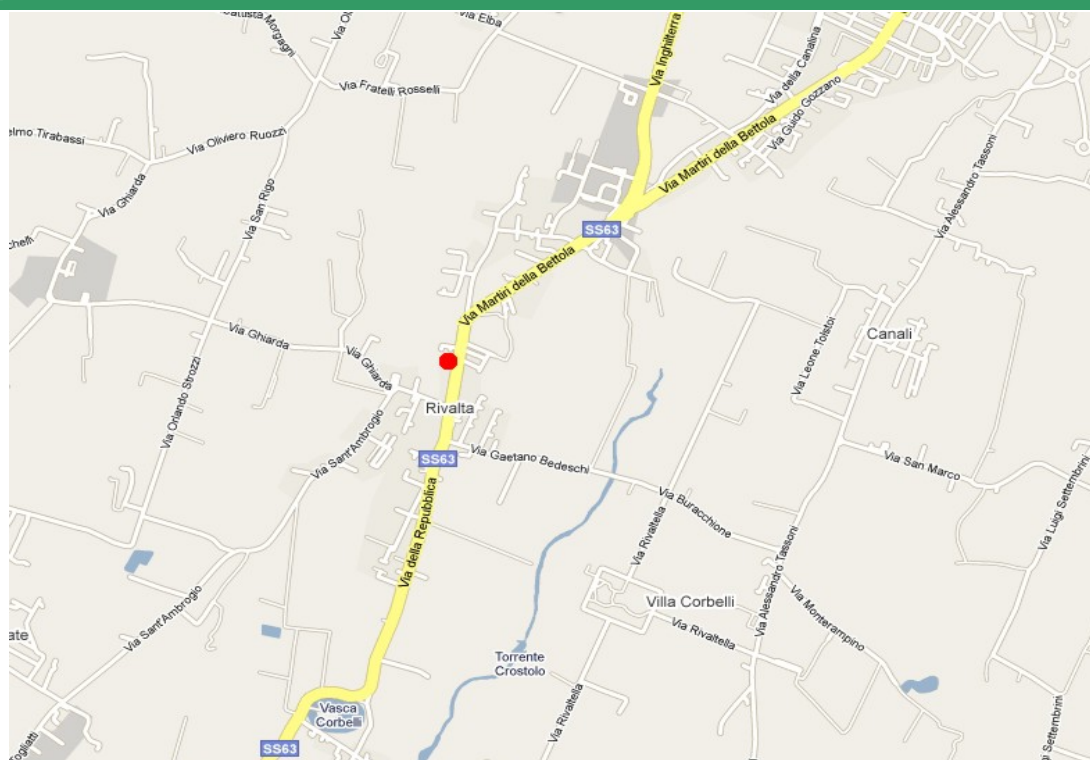 Battista Morgagni
Via Elba
Via Inghilterra
Via della Canalina
Via Guido Gozzano
Via Fratelli Rosselli
Via Martiri della Bettola
Tirabassi
Via Oliviero Ruozzi
Via Alessandro Tassoni
Via Ghiarda
Via San Rigo
SS63
Via Martiri della Bettola
Via Ghiarda
Via Ghiarda
Via Leone Tolstoi
Canali
Via Orlando Strozzi
Rivalta
Via Sant'Ambrogio
SS63
Via Gaetano Bedeschi
Via San Marco
Via Luigi Settembrini
Via della Repubblica
Via Buracchione
Via Rivaltella
Via Alessandro Tassoni
Via Sant'Ambrogio
Villa Corbelli
Via Monterampino
Via Rivaltella
Torrente
Crostolo
Via Rivaltella
Vasca
Corbelli
SS63
Togliatti
Settembrini